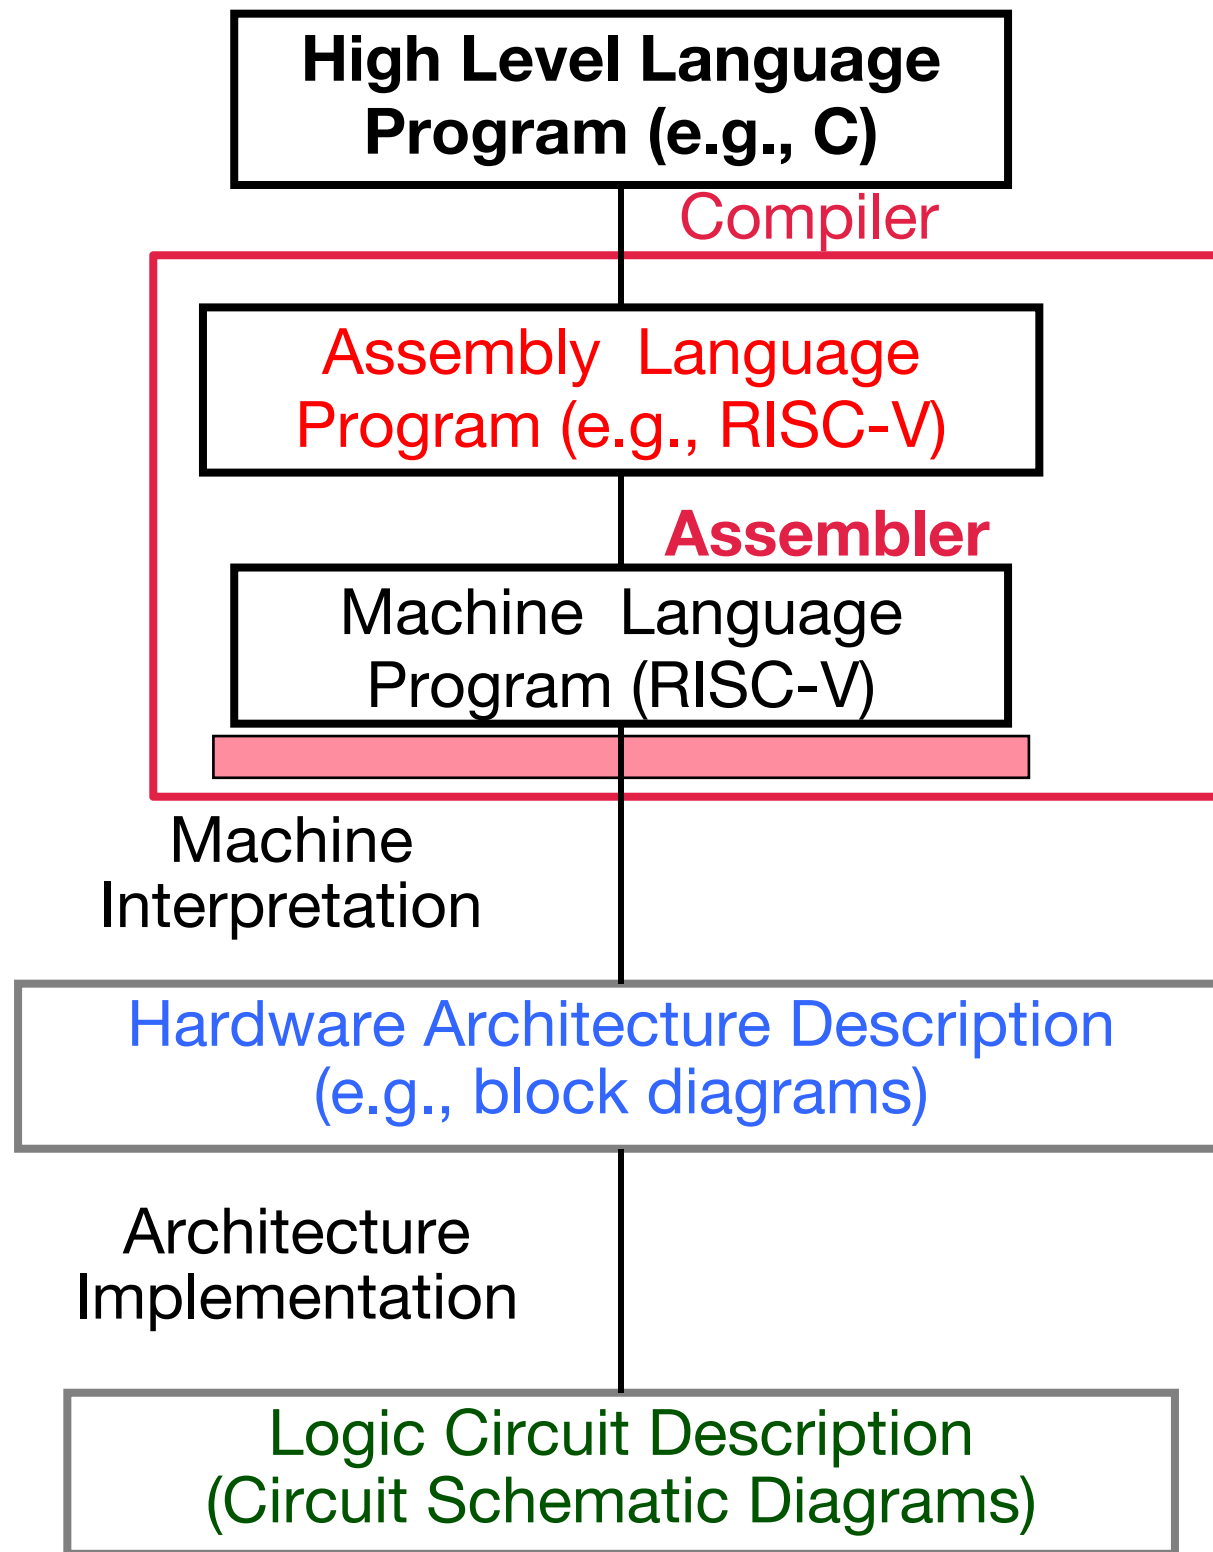 High Level Language
Program (e.g., C)
Compiler
Assembly Language
Program (e.g., RISC-V)
Assembler
Machine Language
Program (RISC-V)
Machine
Interpretation
Hardware Architecture Description
(e.g., block diagrams)
Architecture
Implementation
Logic Circuit Description
(Circuit Schematic Diagrams)